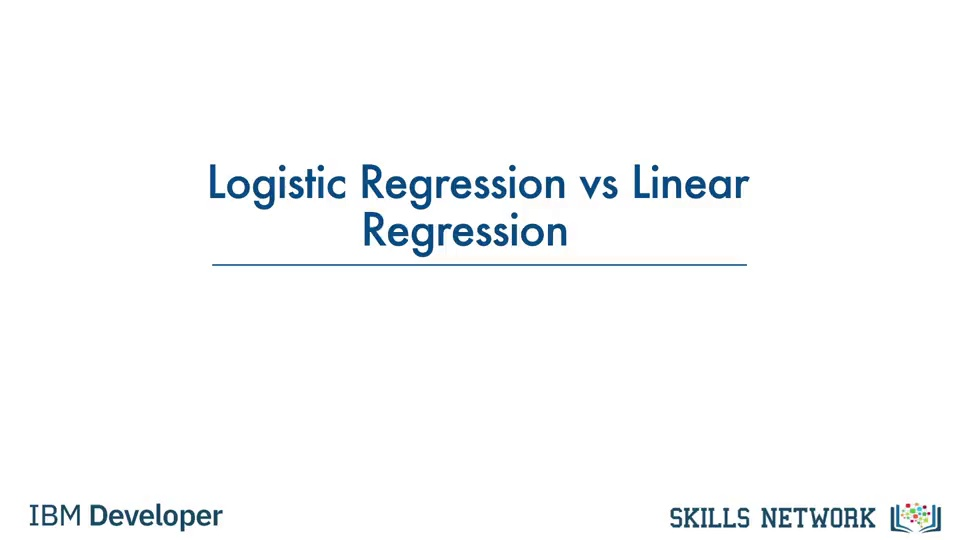 Logistic Regression vs Linear
Regression
IBM Developer
SKILLS NETWORK